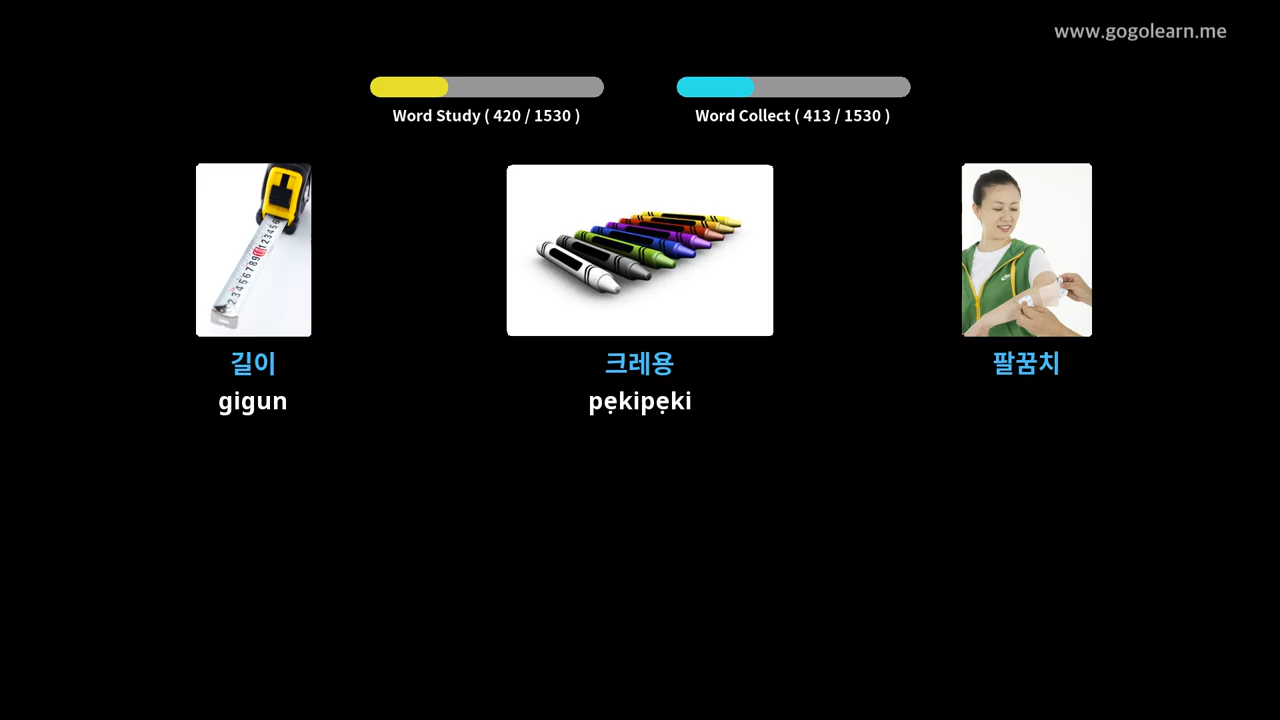 www.gogolearn.me
Word Study ( 420 / 1530 )
Word Collect ( 413 / 1530 )
길이
크레용
팔꿈치
gigun
pẹkipẹki